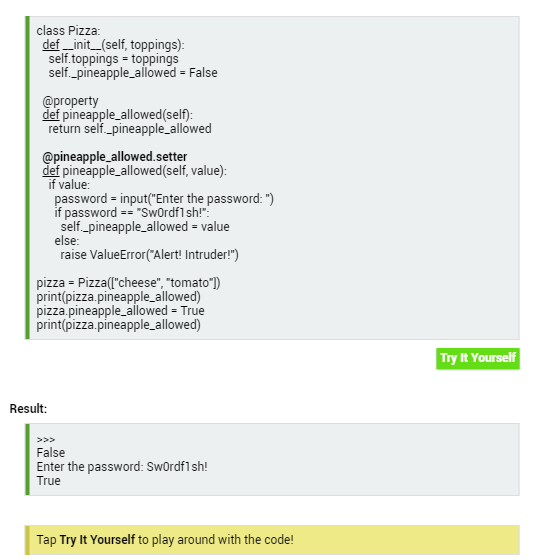 class Pizza:
  def __init__(self, toppings):
    self.toppings = toppings
    self._pineapple_allowed = False

  @property
  def pineapple_allowed(self):
    return self._pineapple_allowed

  @pineapple_allowed.setter
  def pineapple_allowed(self, value):
    if value:
      password = input("Enter the password: ")
      if password == "Sw0rdf1sh!":
        self._pineapple_allowed = value
      else:
        raise ValueError("Alert! Intruder!")

pizza = Pizza(["cheese", "tomato"])
print(pizza.pineapple_allowed)
pizza.pineapple_allowed = True
print(pizza.pineapple_allowed)
Try It Yourself
Result:
>>>
False
Enter the password: Sw0rdf1sh!
True
Tap Try It Yourself to play around with the code!